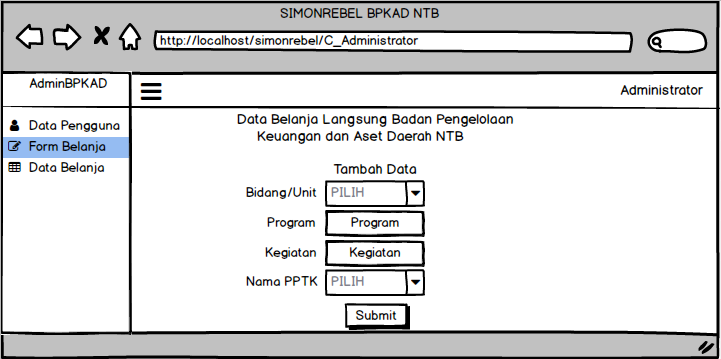 SIMONREBEL BPKAD NTB
http://localhost/simonrebel/C_Administrator
AdminBPKAD
Administrator
Data Pengguna
Form Belanja
Data Belanja
Data Belanja Langsung Badan Pengelolaan
Keuangan dan Aset Daerah NTB
Tambah Data
Bidang/Unit PILIH
Program Program
Kegiatan Kegiatan
Nama PPTK PILIH
Submit